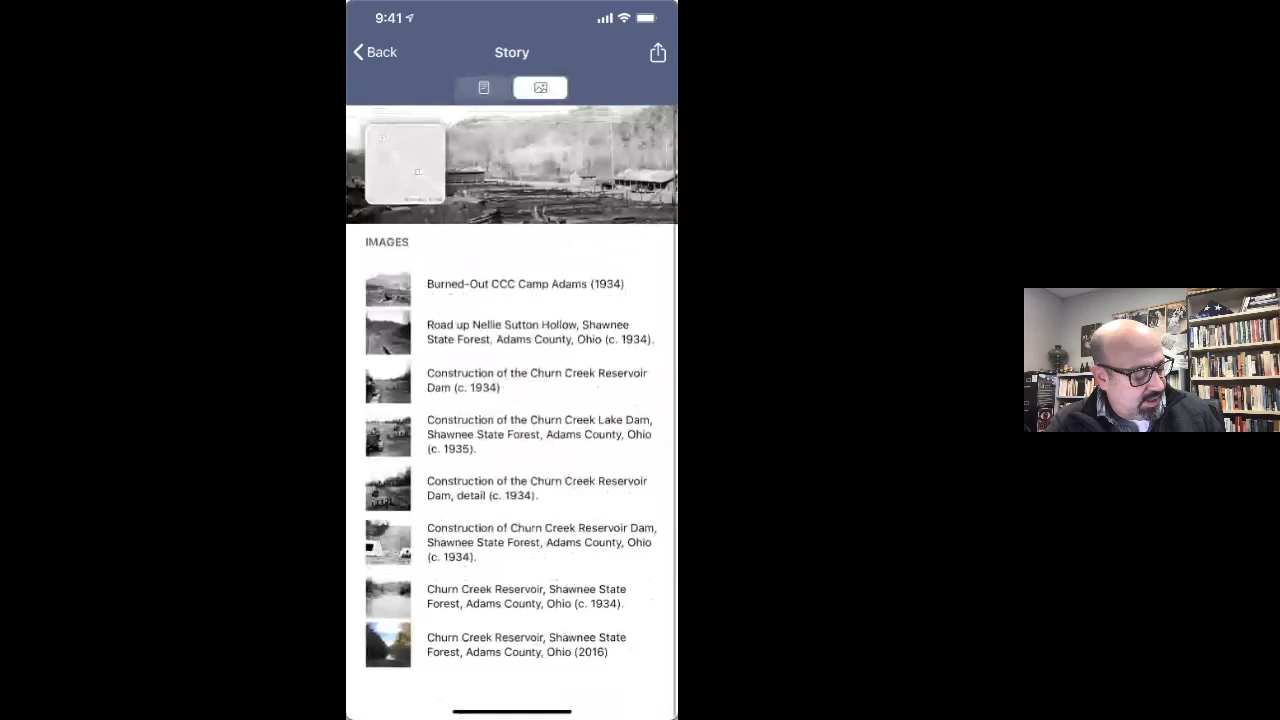 9:41
Back
Story
IMAGES
Burned-Out CCC Camp Adams (1934)
Road up Nellie Sutton Hollow, Shawnee
State Forest, Adams County, Ohio (c. 1934).
Construction of the Churn Creek Reservoir
Dam (c. 1934)
Construction of the Churn Creek Lake Dam,
Shawnee State Forest, Adams County, Ohio
(c. 1935).
Construction of the Churn Creek Reservoir
Dam, detail (c. 1934).
Construction of Churn Creek Reservoir Dam,
Shawnee State Forest, Adams County, Ohio
(c. 1934).
Churn Creek Reservoir, Shawnee State
Forest, Adams County, Ohio (c. 1934).
Churn Creek Reservoir, Shawnee State
Forest, Adams County, Ohio (2016)